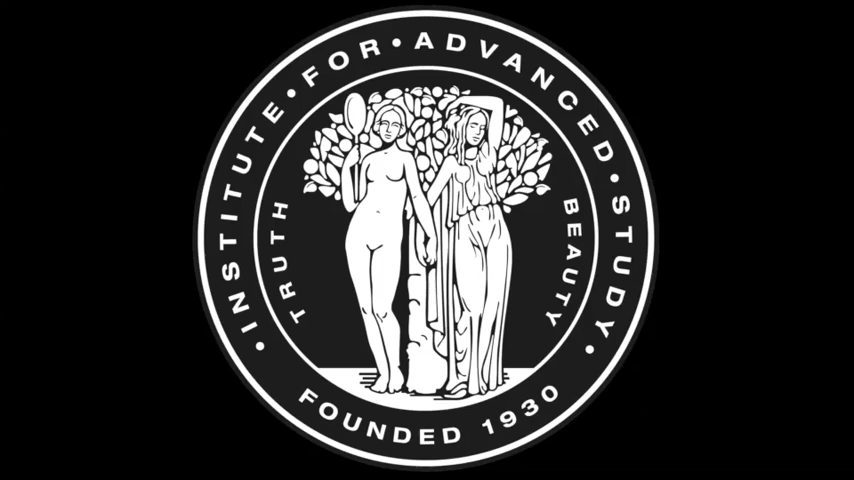 INSTITUTE • FOR • ADVANCED • STUDY
TRUTH
BEAUTY
• FOUNDED 1930 •